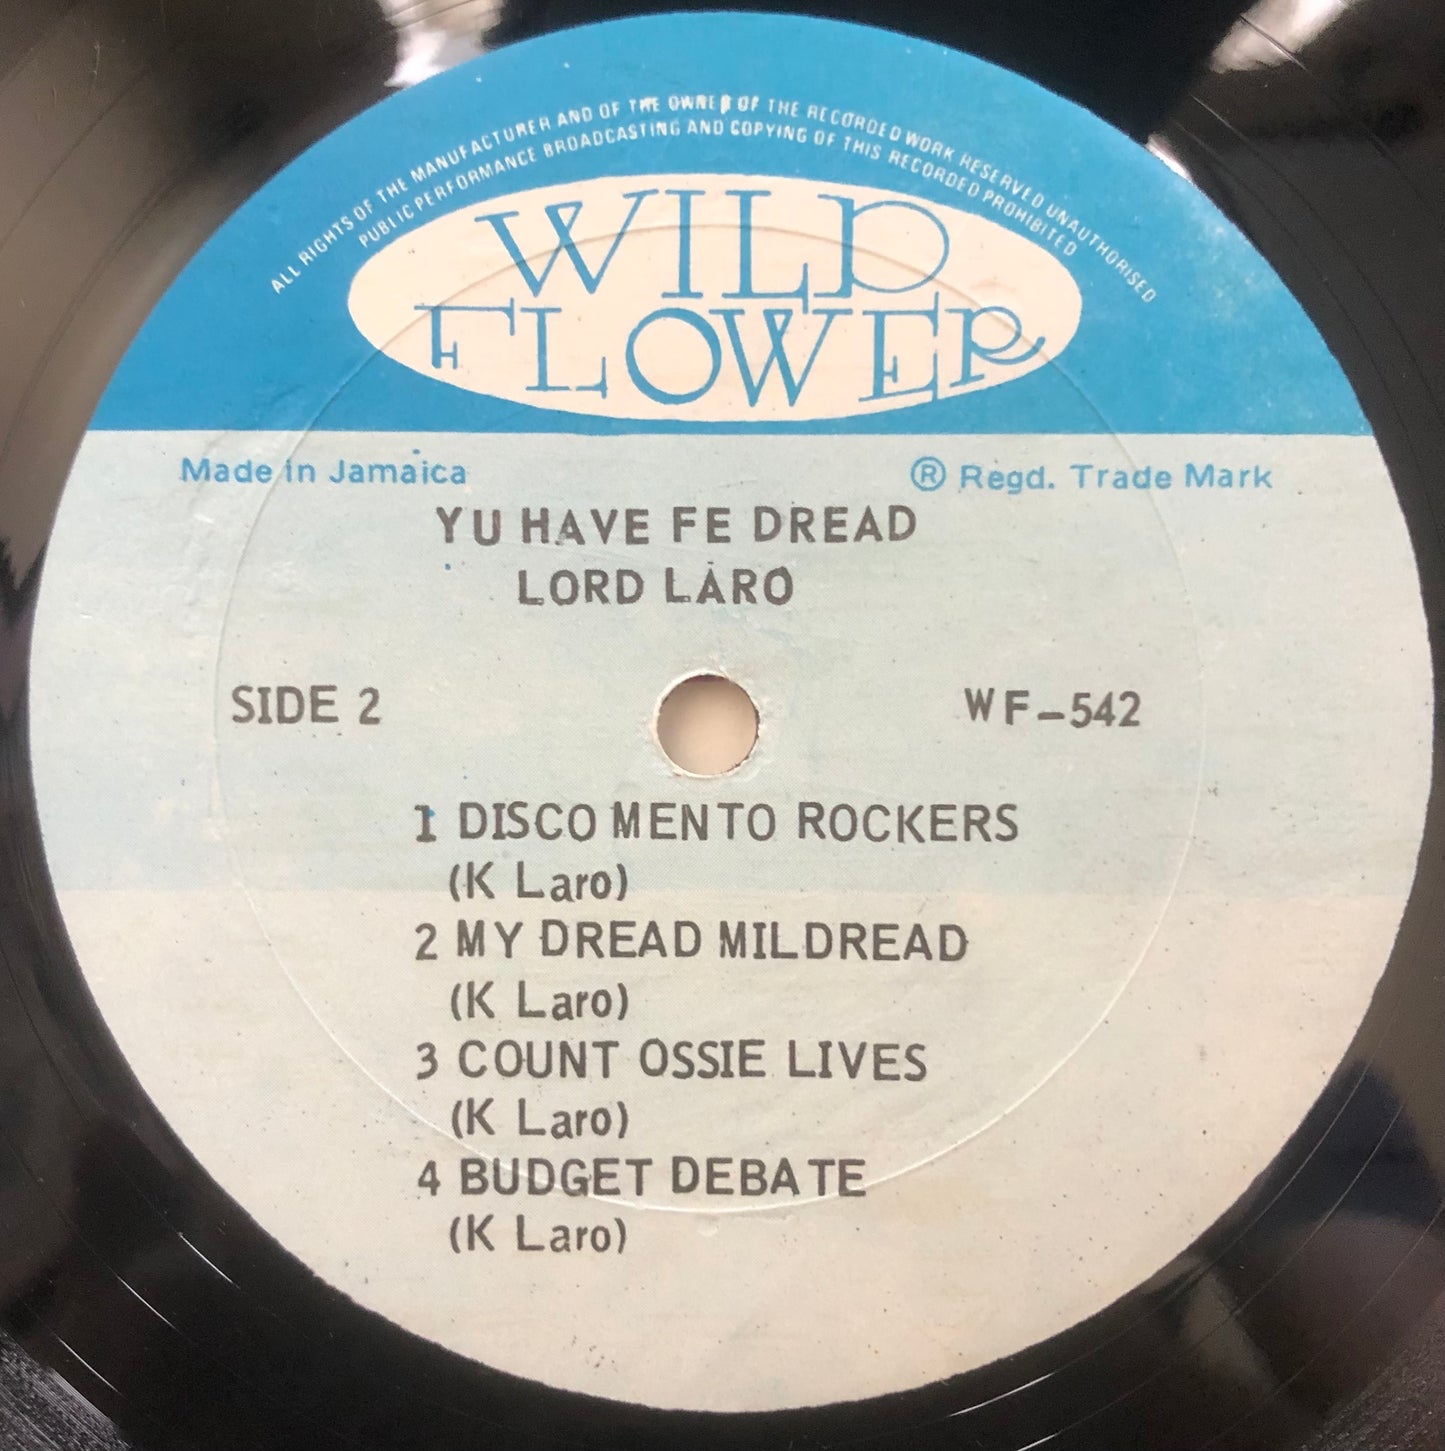 ALL RIGHTS OF THE MANUFACTURER AND OF THE OWNER OF THE RECORDED WORK RESERVED UNAUTHORISED
PUBLIC PERFORMANCE BROADCASTING AND COPYING OF THIS RECORDED PROHIBITED
WILD
FLOWER
Made in Jamaica
® Regd. Trade Mark
YU HAVE FE DREAD
LORD LARO
SIDE 2
WF-542
1 DISCO MENTO ROCKERS
(K Laro)
2 MY DREAD MILDREAD
(K Laro)
3 COUNT OSSIE LIVES
(K Laro)
4 BUDGET DEBATE
(K Laro)